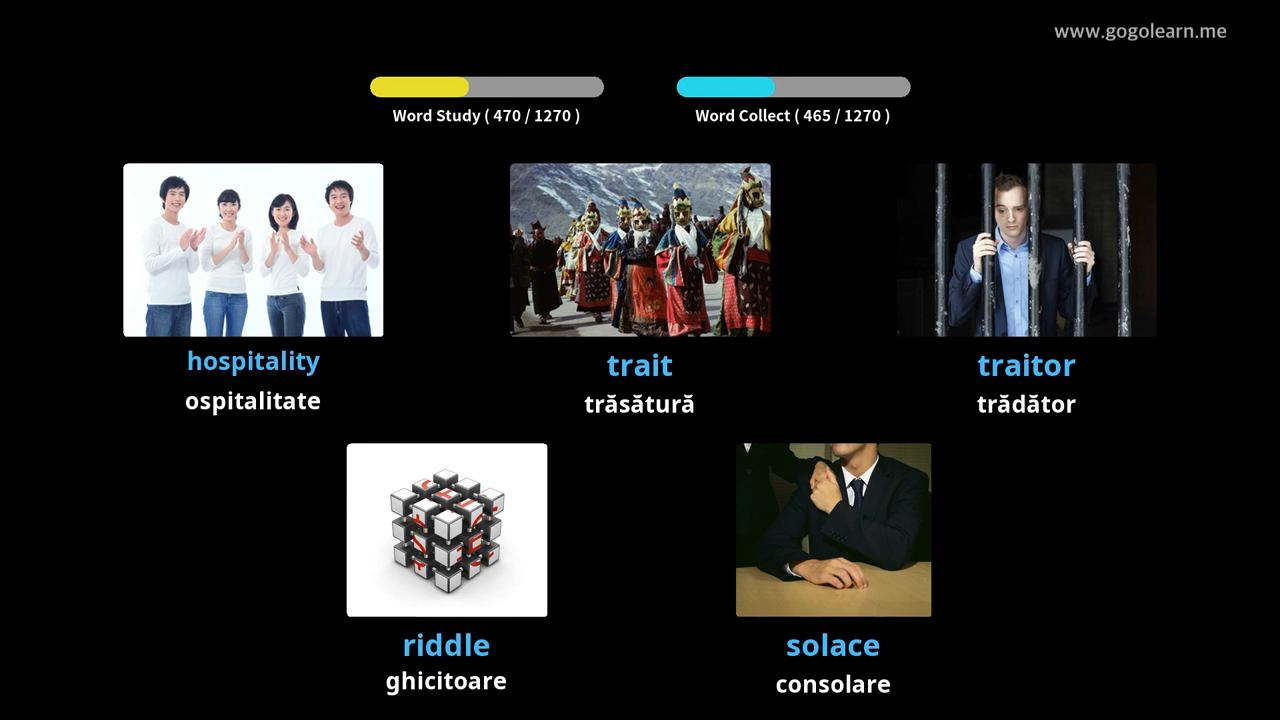 www.gogolearn.me
Word Study ( 470 / 1270 )
Word Collect ( 465 / 1270 )
hospitality
ospitalitate
trait
trăsătură
traitor
trădător
riddle
ghicitoare
solace
consolare